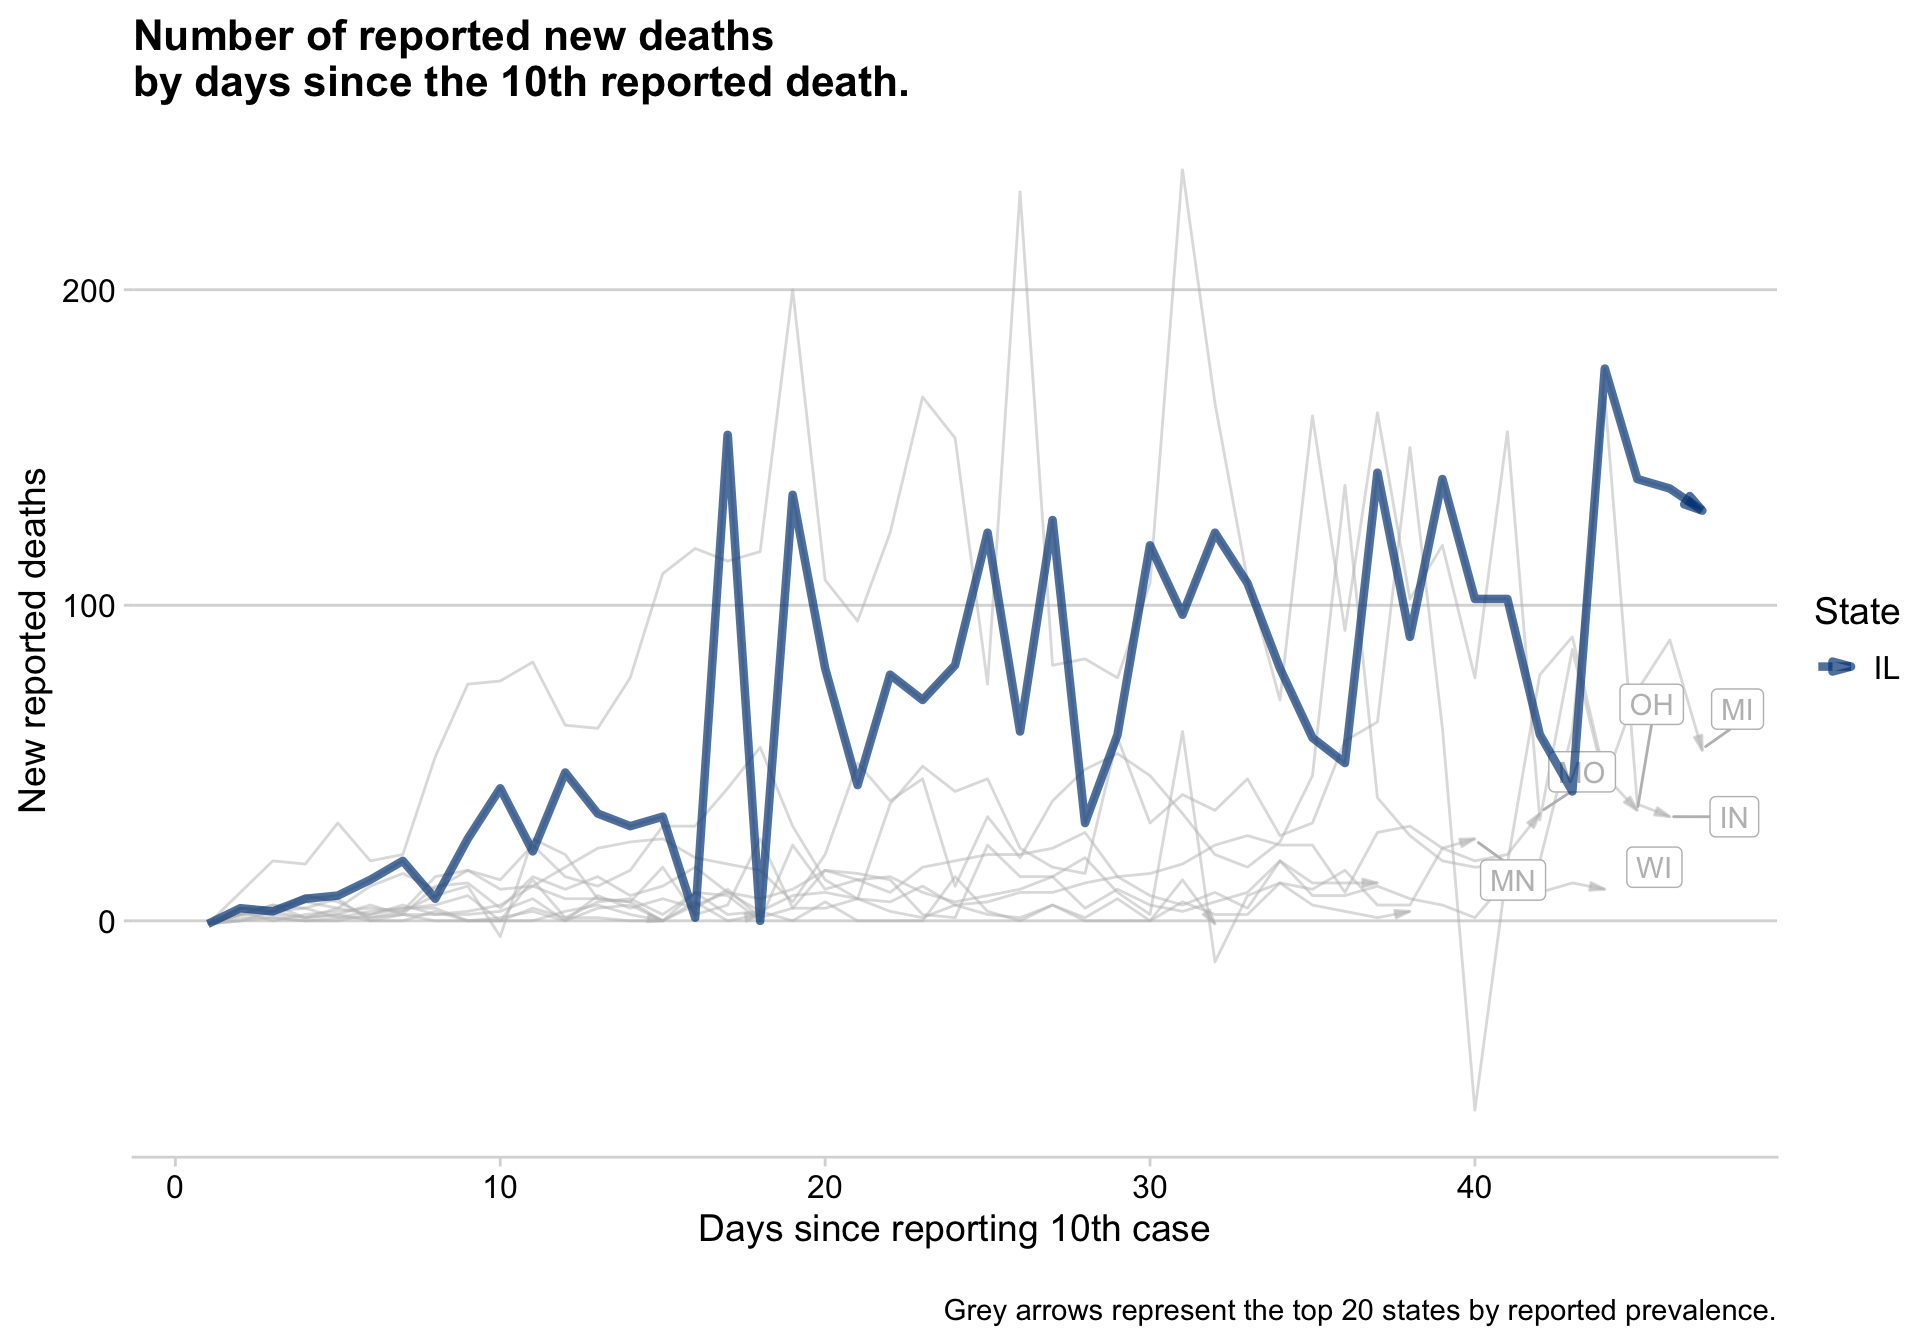 Number of reported new deaths
by days since the 10th reported death.
New reported deaths
200
100
0
OH
MI
MO
IN
WI
MN
State
IL
0
10
20
30
40
Days since reporting 10th case
Grey arrows represent the top 20 states by reported prevalence.